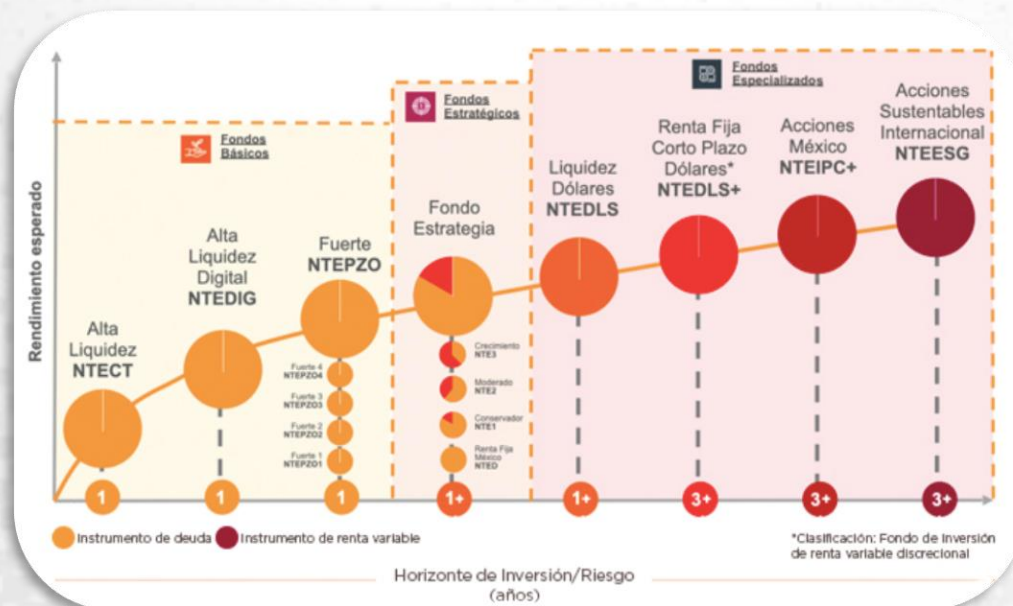 Rendimiento esperado
Fondos
Básicos
Fondos
Estratégicos
Fondos
Especializados
Alta
Liquidez
NTECT
Alta
Liquidez
Digital
NTEDIG
Fuerte
NTEPZO
Fuerte 4
NTEPZO4
Fuerte 3
NTEPZO3
Fuerte 2
NTEPZO2
Fuerte 1
NTEPZO1
Fondo
Estrategia
Crecimiento
NTE3
Moderado
NTE2
Conservador
NTE1
Renta Fija
México
NTED
Liquidez
Dólares
NTEDLS
Renta Fija
Corto Plazo
Dólares*
NTEDLS+
Acciones
México
NTEIPC+
Acciones
Sustentables
Internacional
NTEESG
1
1
1
1+
1+
3+
3+
3+
Instrumento de deuda
Instrumento de renta variable
*Clasificación: Fondo de Inversión
de renta variable discrecional
Horizonte de Inversión/Riesgo
(años)